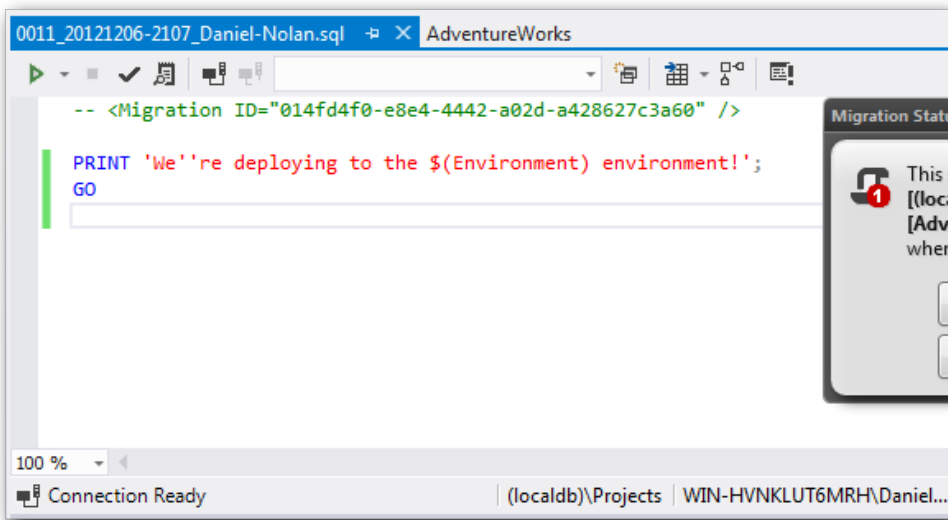 0011_20121206-2107_Daniel-Nolan.sql AdventureWorks
-- <Migration ID="014fd4f0-e8e4-4442-a02d-a428627c3a60" />
PRINT 'We''re deploying to the $(Environment) environment!';
GO
Migration Statu
This
[(loca
[Adv
wher
1
100 %
Connection Ready (localdb)\Projects WIN-HVNKLUT6MRH\Daniel...